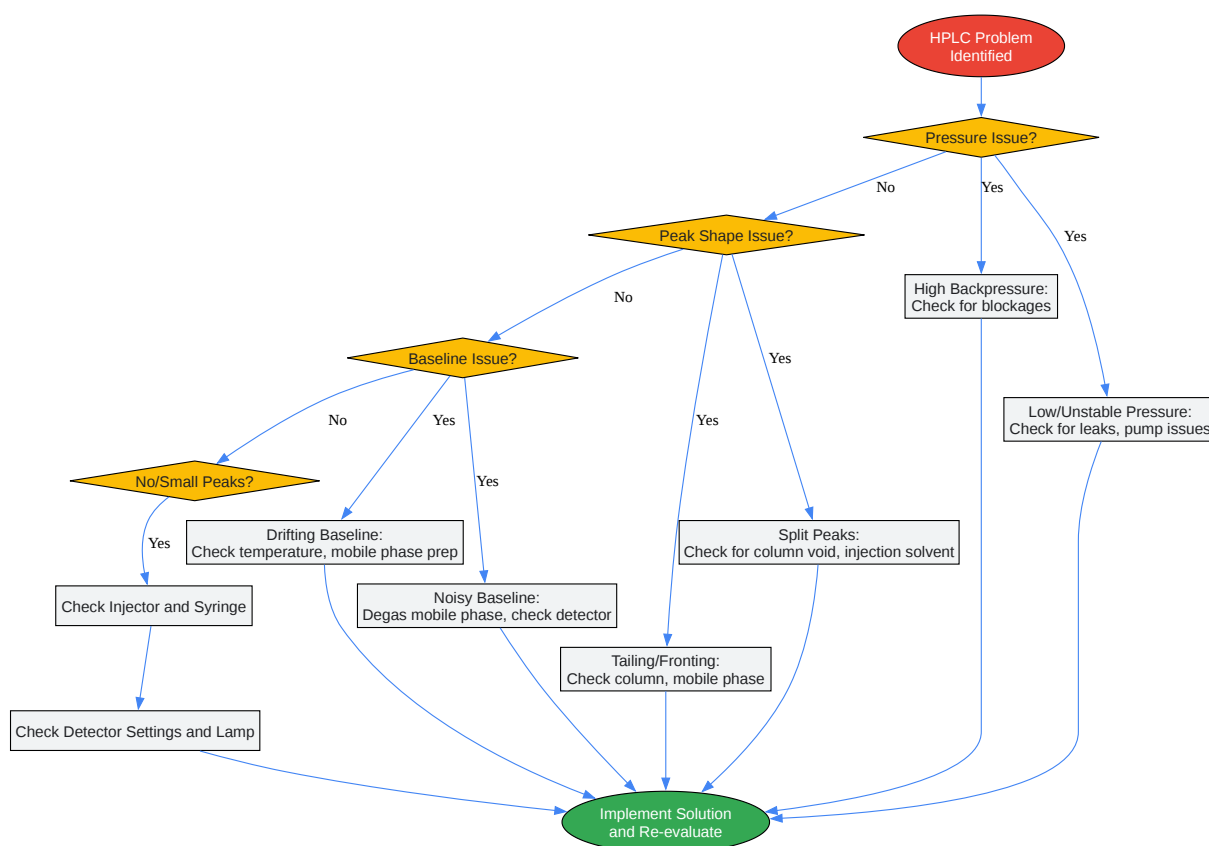 HPLC Problem
Identified
Pressure Issue?
No
Yes
Yes
Peak Shape Issue?
High Backpressure:
Check for blockages
No
Yes
Yes
Baseline Issue?
Low/Unstable Pressure:
Check for leaks, pump issues
No
Yes
Yes
No/Small Peaks?
Drifting Baseline:
Check temperature, mobile phase prep
Split Peaks:
Check for column void, injection solvent
Yes
Check Injector and Syringe
Noisy Baseline:
Degas mobile phase, check detector
Tailing/Fronting:
Check column, mobile phase
Check Detector Settings and Lamp
Implement Solution
and Re-evaluate